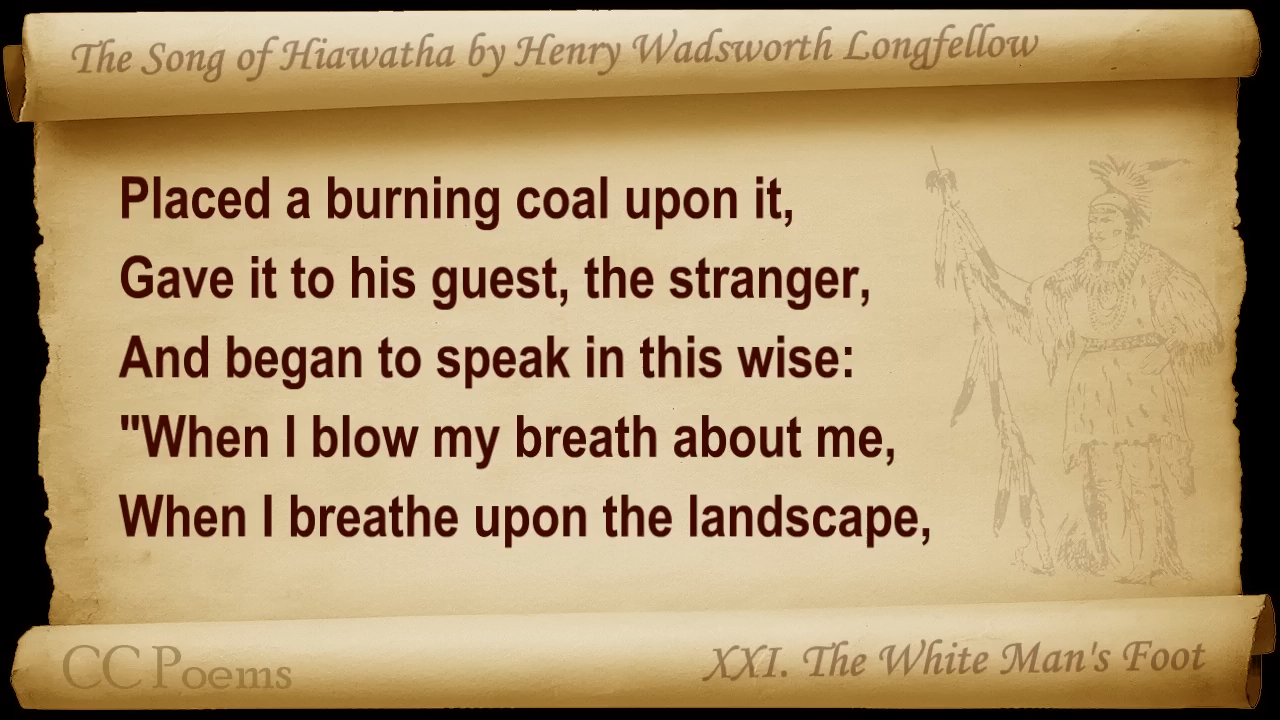 The Song of Hiawatha by Henry Wadsworth Longfellow
Placed a burning coal upon it,
Gave it to his guest, the stranger,
And began to speak in this wise:
"When I blow my breath about me,
When I breathe upon the landscape,
CC Poems
XXI. The White Man's Foot